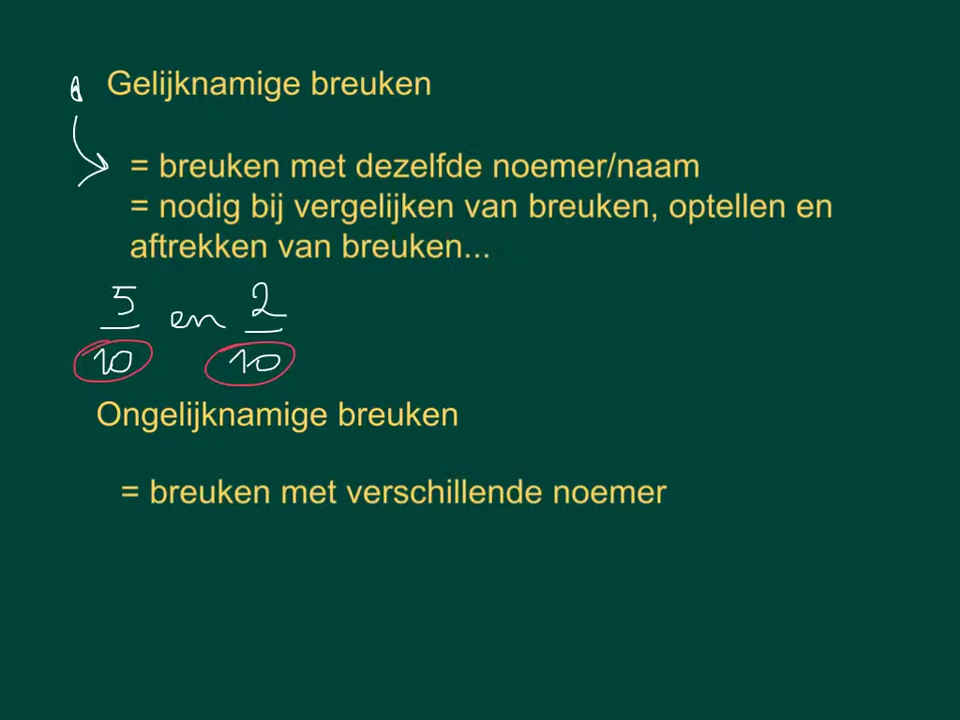 Gelijknamige breuken
= breuken met dezelfde noemer/naam
= nodig bij vergelijken van breuken, optellen en
aftrekken van breuken...
5/10 en 2/10
Ongelijknamige breuken
= breuken met verschillende noemer